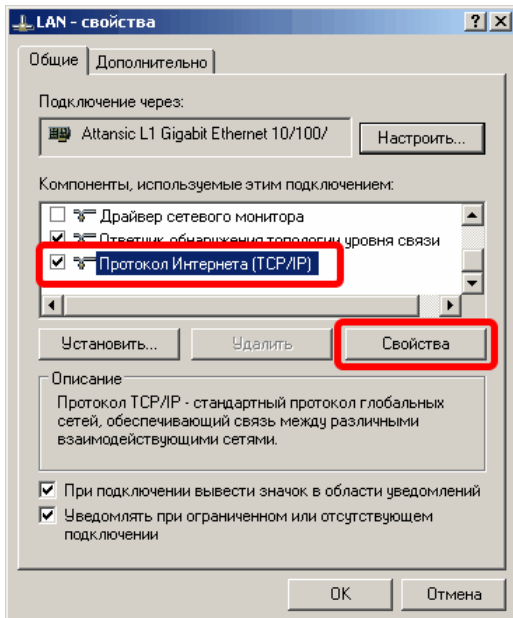 LAN - свойства
Общие Дополнительно
Подключение через:
Attansic L1 Gigabit Ethernet 10/100/ Настроить...
Компоненты, используемые этим подключением:
Драйвер сетевого монитора
Ответчик обнаружения топологии уровня связи
Протокол Интернета (TCP/IP)
Установить... Удалить Свойства
Описание
Протокол TCP/IP - стандартный протокол глобальных
сетей, обеспечивающий связь между различными
взаимодействующими сетями.
При подключении вывести значок в области уведомлений
Уведомлять при ограниченном или отсутствующем
подключении
OK Отмена